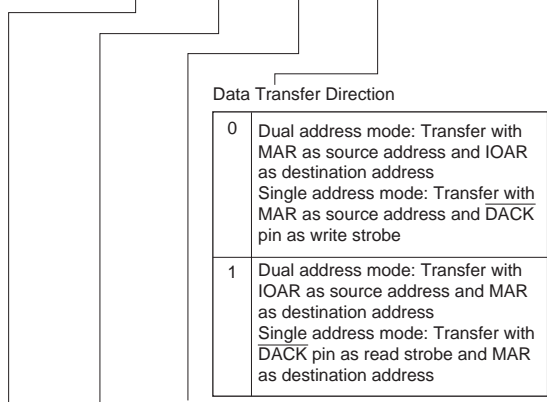 Data Transfer Direction
0 Dual address mode: Transfer with
MAR as source address and IOAR
as destination address
Single address mode: Transfer with
MAR as source address and DACK
pin as write strobe
1 Dual address mode: Transfer with
IOAR as source address and MAR
as destination address
Single address mode: Transfer with
DACK pin as read strobe and MAR
as destination address